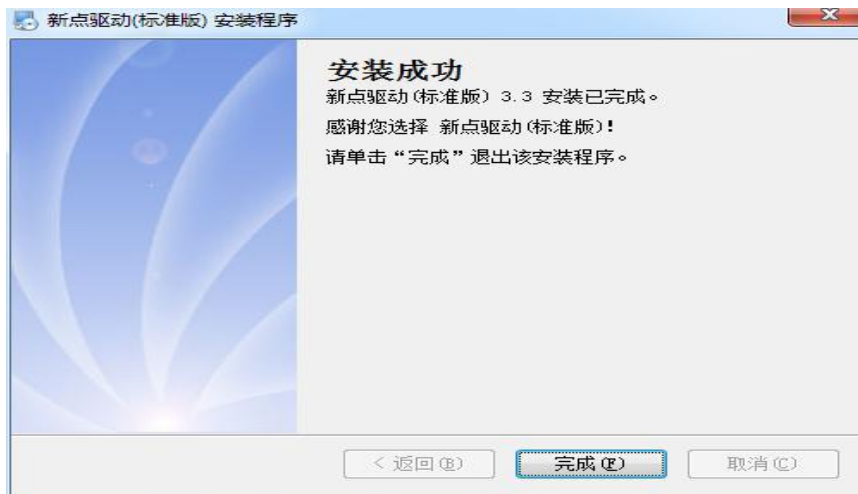 新点驱动(标准版) 安装程序
安装成功
新点驱动(标准版) 3.3 安装已完成。
感谢您选择 新点驱动(标准版)!
请单击“完成”退出该安装程序。
< 返回(B)
完成(F)
取消(C)